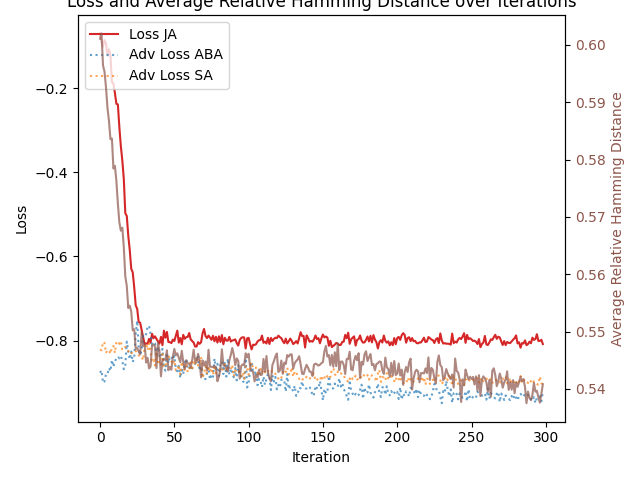 Loss and Average Relative Hamming Distance over Iterations
Loss JA
Adv Loss ABA
Adv Loss SA
−0.2
−0.4
−0.6
−0.8
Loss
0.60
0.59
0.58
0.57
0.56
0.55
0.54
Average Relative Hamming Distance
0
50
100
150
200
250
300
Iteration